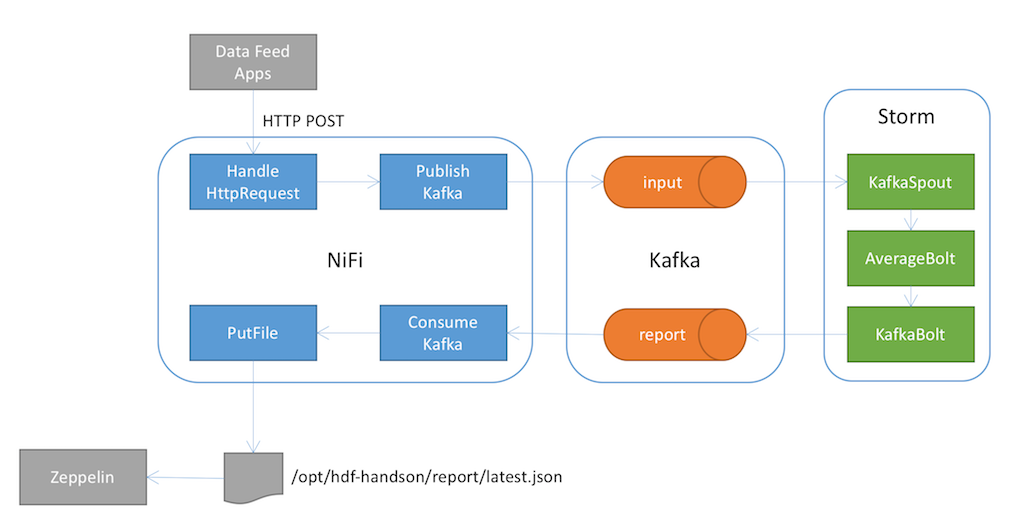 Data Feed
Apps
HTTP POST
Storm
Handle
HttpRequest
Publish
Kafka
input
KafkaSpout
NiFi
Kafka
AverageBolt
PutFile
Consume
Kafka
report
KafkaBolt
Zeppelin
/opt/hdf-handson/report/latest.json